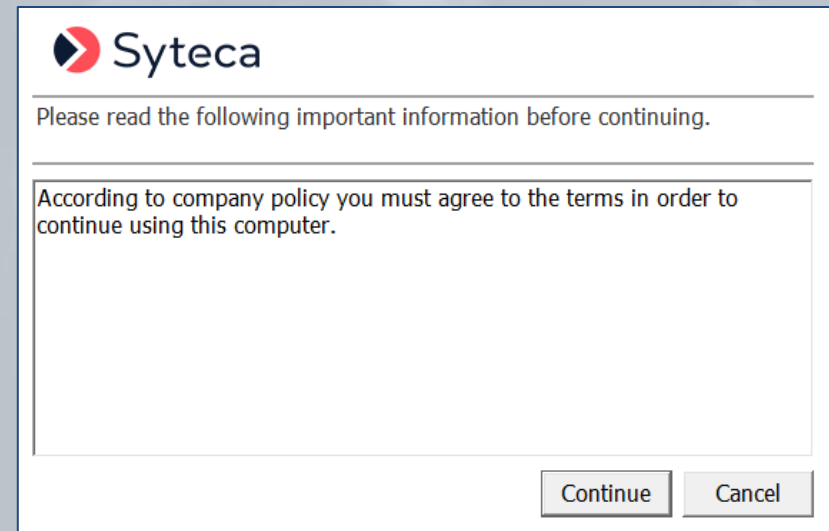 Syteca
Please read the following important information before continuing.
According to company policy you must agree to the terms in order to
continue using this computer.
Continue
Cancel